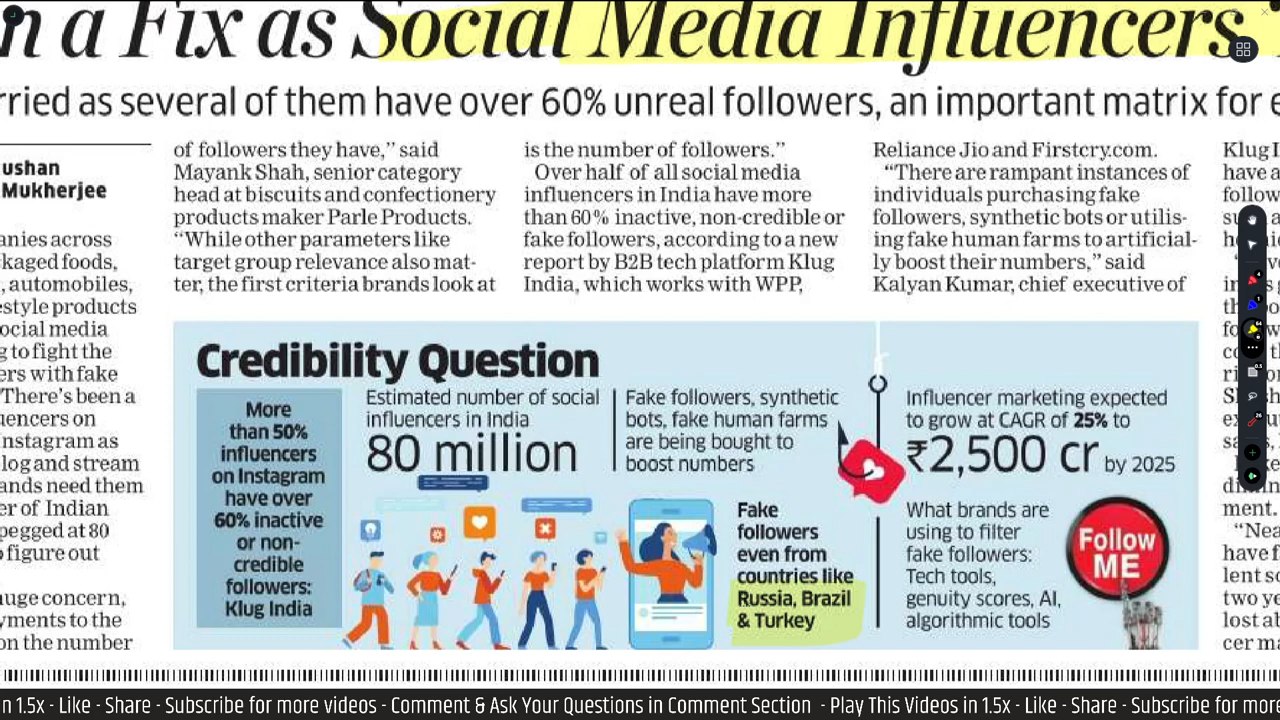 n a Fix as Social Media Influencers
rried as several of them have over 60% unreal followers, an important matrix for e
ushan
Mukherjee
anies across
kaged foods,
, automobiles,
estyle products
ocial media
g to fight the
ers with fake
There's been a
uencers on
nstagram as
log and stream
ands need them
er of Indian
pegged at 80
o figure out
huge concern,
yments to the
on the number
of followers they have," said
Mayank Shah, senior category
head at biscuits and confectionery
products maker Parle Products.
"While other parameters like
target group relevance also mat-
ter, the first criteria brands look at
is the number of followers."
Over half of all social media
influencers in India have more
than 60% inactive, non-credible or
fake followers, according to a new
report by B2B tech platform Klug
India, which works with WPP,
Reliance Jio and Firstcry.com.
"There are rampant instances of
individuals purchasing fake
followers, synthetic bots or utilis-
ing fake human farms to artificial-
ly boost their numbers," said
Kalyan Kumar, chief executive of
Klug I
have a
follow
ment.
"Nea
have f
lent so
two ye
lost ab
cer ma
Credibility Question
More
than 50%
influencers
on Instagram
have over
60% inactive
or non-
credible
followers:
Klug India
Estimated number of social
influencers in India
80 million
Fake followers, synthetic
bots, fake human farms
are being bought to
boost numbers
Fake
followers
even from
countries like
Russia, Brazil
& Turkey
Influencer marketing expected
to grow at CAGR of 25% to
₹2,500 cr by 2025
What brands are
using to filter
fake followers:
Tech tools,
genuity scores, AI,
algorithmic tools
Follow
ME
n 1.5x - Like - Share - Subscribe for more videos - Comment & Ask Your Questions in Comment Section - Play This Videos in 1.5x - Like - Share - Subscribe for more